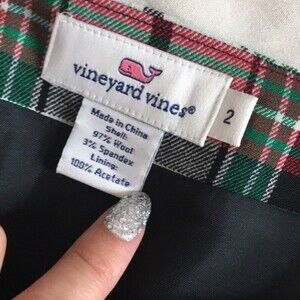 vineyard vines®
2
Made in China
Shell:
97% Wool
3% Spandex
Lining:
100% Acetate